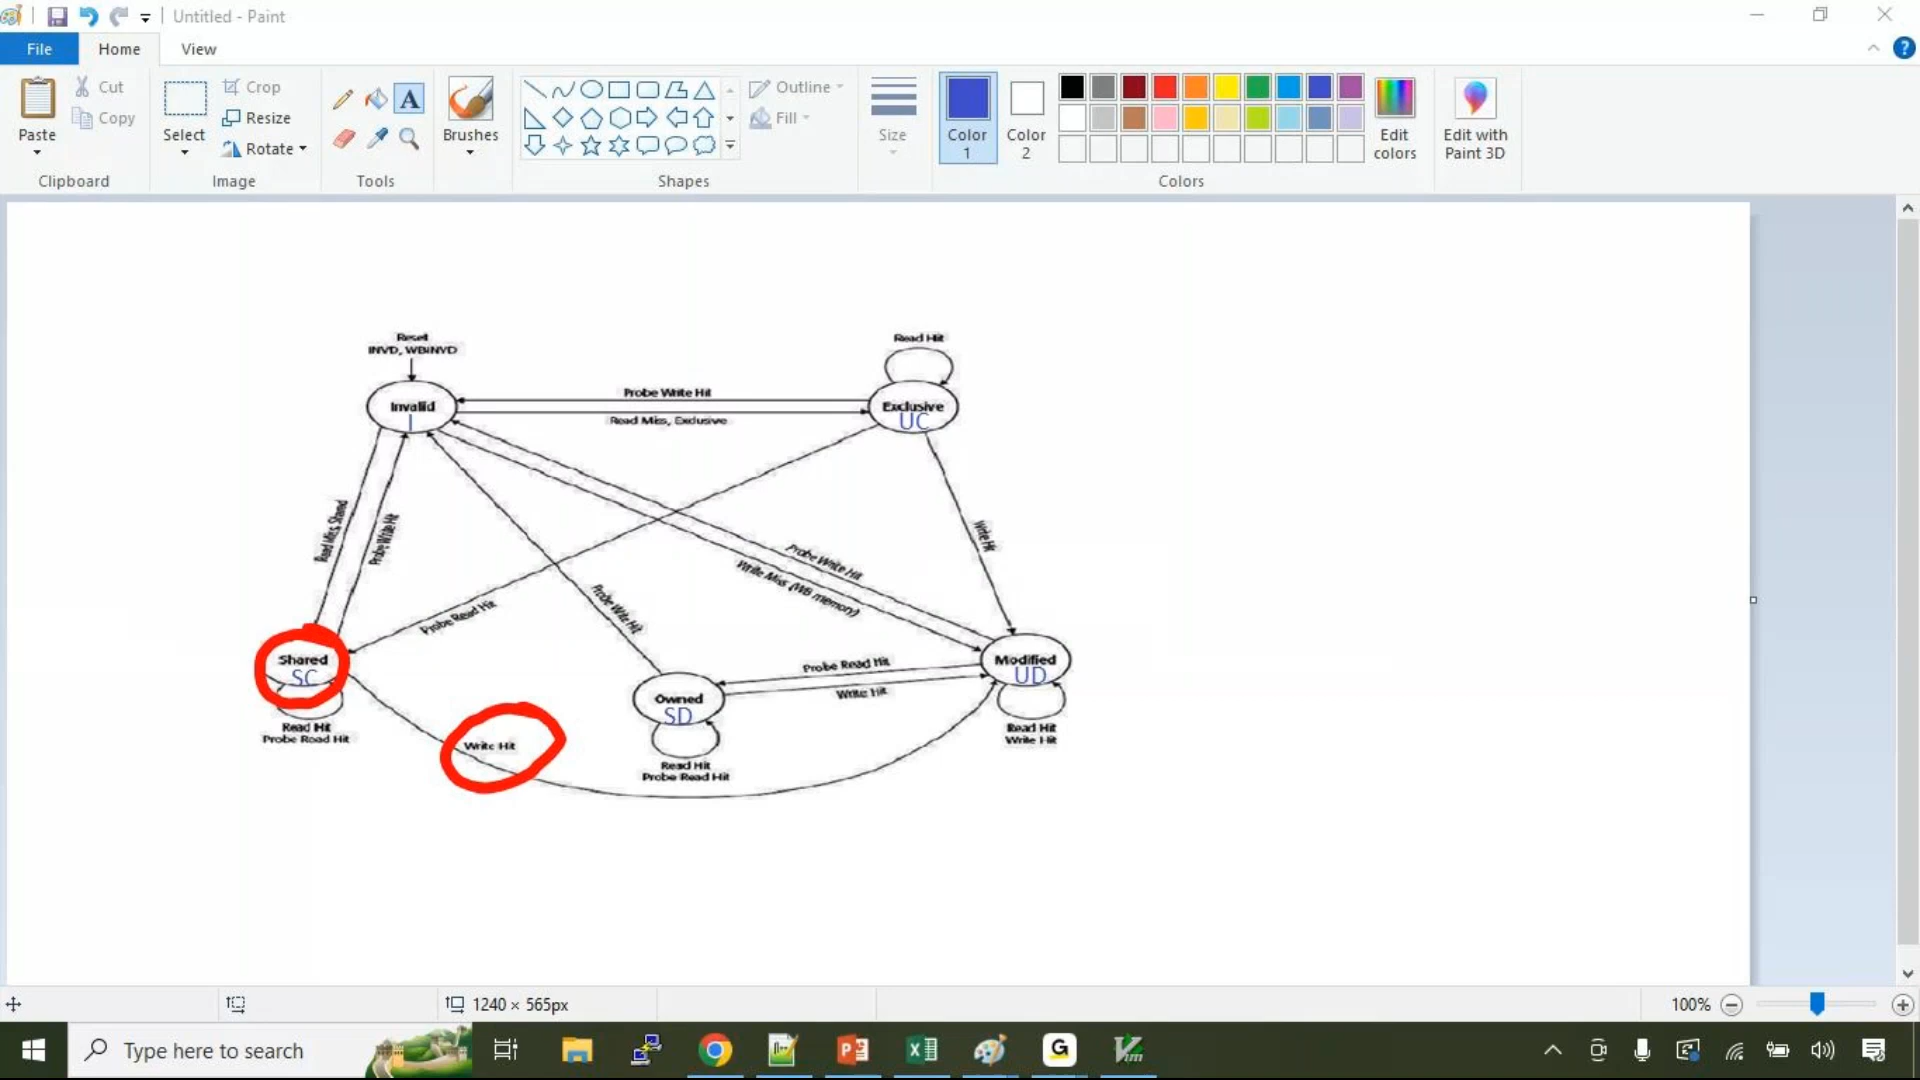 Untitled - Paint
File Home View
Paste
Cut
Copy
Clipboard
Select
Crop
Resize
Rotate
Image
A
Tools
Brushes
Shapes
Outline
Fill
Size
Color
1
Color
2
Edit
colors
Colors
Edit with
Paint 3D
Reset
INVD, WBINVD
Invalid
I
Read Hit
Exclusive
UC
Probe Write Hit
Read Miss, Exclusive
Read Miss, Shared
Probe Write Hit
Write Hit
Probe Write Hit
Write Miss (WB memory)
Probe Read Hit
Probe Write Hit
Shared
SC
Read Hit
Probe Read Hit
Write Hit
Owned
SD
Read Hit
Probe Read Hit
Probe Read Hit
Write Hit
Modified
UD
Read Hit
Write Hit
1240 × 565px
100%
Type here to search